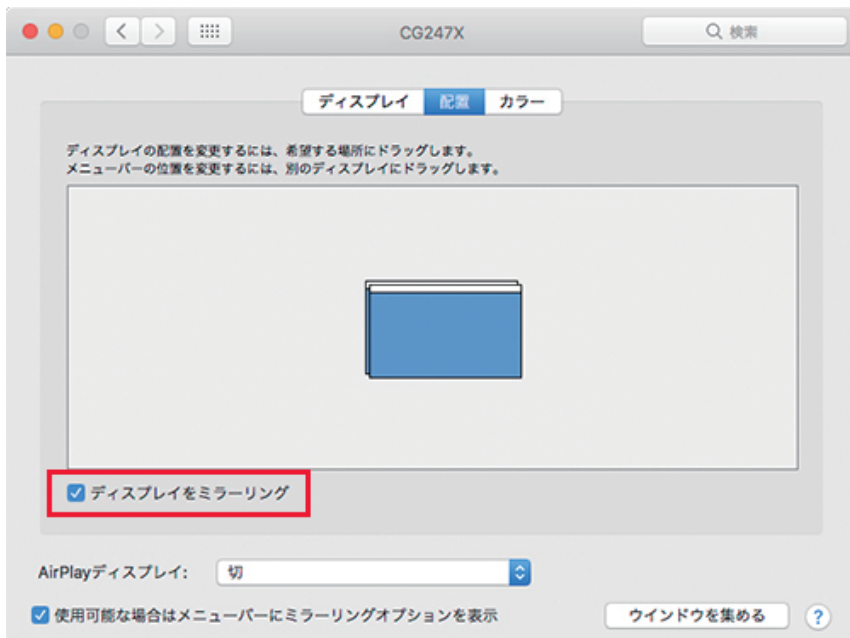 CG247X
検索
ディスプレイ 配置 カラー
ディスプレイの配置を変更するには、希望する場所にドラッグします。
メニューバーの位置を変更するには、別のディスプレイにドラッグします。
ディスプレイをミラーリング
AirPlayディスプレイ: 切
使用可能な場合はメニューバーにミラーリングオプションを表示
ウインドウを集める ?